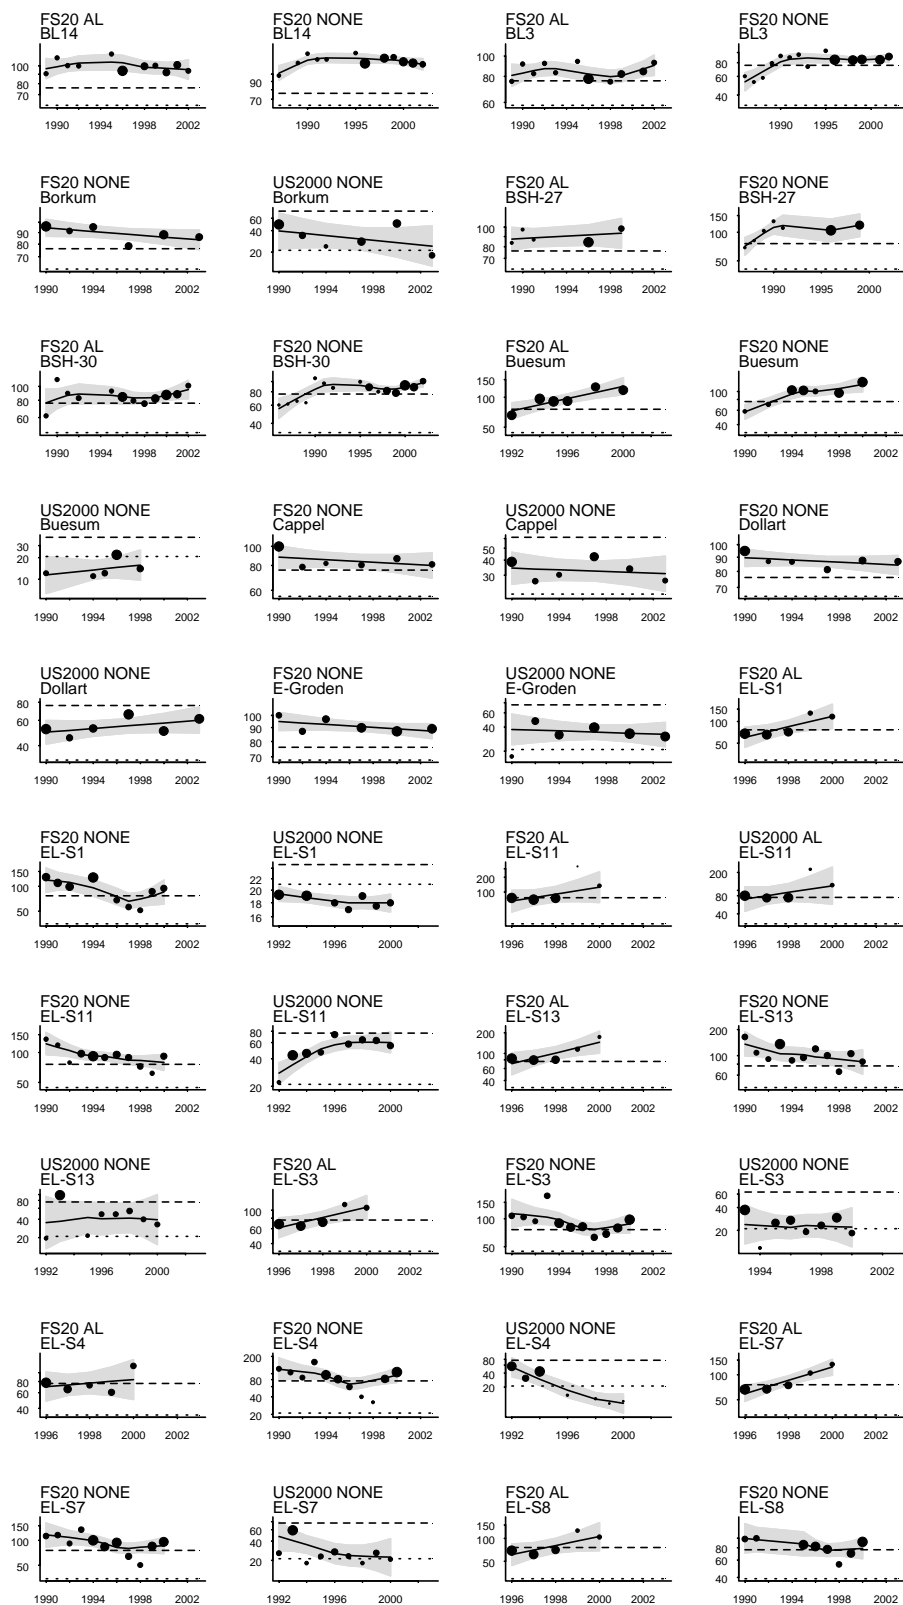 FS20 AL
BL14
100
80
70
1990 1994 1998 2002
FS20 NONE
BL14
90
70
1990 1995 2000
FS20 AL
BL3
80
60
1990 1994 1998 2002
FS20 NONE
BL3
80
60
40
1990 1995 2000
FS20 NONE
Borkum
90
80
70
1990 1994 1998 2002
US2000 NONE
Borkum
60
40
20
1990 1994 1998 2002
FS20 AL
BSH-27
100
80
70
1990 1994 1998 2002
FS20 NONE
BSH-27
150
100
50
1990 1995 2000
FS20 AL
BSH-30
100
80
60
1990 1994 1998 2002
FS20 NONE
BSH-30
80
60
40
1990 1995 2000
FS20 AL
Buesum
150
100
50
1992 1996 2000
FS20 NONE
Buesum
100
80
60
40
1990 1994 1998 2002
US2000 NONE
Buesum
30
20
10
1990 1994 1998 2002
FS20 NONE
Cappel
100
80
60
1990 1994 1998 2002
US2000 NONE
Cappel
50
40
30
1990 1994 1998 2002
FS20 NONE
Dollart
100
90
80
70
1990 1994 1998 2002
US2000 NONE
Dollart
80
60
40
1990 1994 1998 2002
FS20 NONE
E-Groden
100
90
80
70
1990 1994 1998 2002
US2000 NONE
E-Groden
60
40
20
1990 1994 1998 2002
FS20 AL
EL-S1
150
100
50
1996 1998 2000 2002
FS20 NONE
EL-S1
150
100
50
1990 1994 1998 2002
US2000 NONE
EL-S1
22
20
18
16
1992 1996 2000
FS20 AL
EL-S11
200
100
1996 1998 2000 2002
US2000 AL
EL-S11
200
80
40
1996 1998 2000 2002
FS20 NONE
EL-S11
150
100
50
1990 1994 1998 2002
US2000 NONE
EL-S11
80
60
40
20
1992 1996 2000
FS20 AL
EL-S13
200
100
60
40
1996 1998 2000 2002
FS20 NONE
EL-S13
200
100
60
1990 1994 1998 2002
US2000 NONE
EL-S13
80
40
20
1992 1996 2000
FS20 AL
EL-S3
100
60
40
1996 1998 2000 2002
FS20 NONE
EL-S3
150
100
50
1990 1994 1998 2002
US2000 NONE
EL-S3
60
40
20
1994 1998 2002
FS20 AL
EL-S4
80
60
40
1996 1998 2000 2002
FS20 NONE
EL-S4
200
80
40
20
1990 1994 1998 2002
US2000 NONE
EL-S4
80
40
20
1992 1996 2000
FS20 AL
EL-S7
150
100
50
1996 1998 2000 2002
FS20 NONE
EL-S7
150
100
50
1990 1994 1998 2002
US2000 NONE
EL-S7
60
40
20
1992 1996 2000
FS20 AL
EL-S8
150
100
50
1996 1998 2000 2002
FS20 NONE
EL-S8
80
60
40
1990 1994 1998 2002